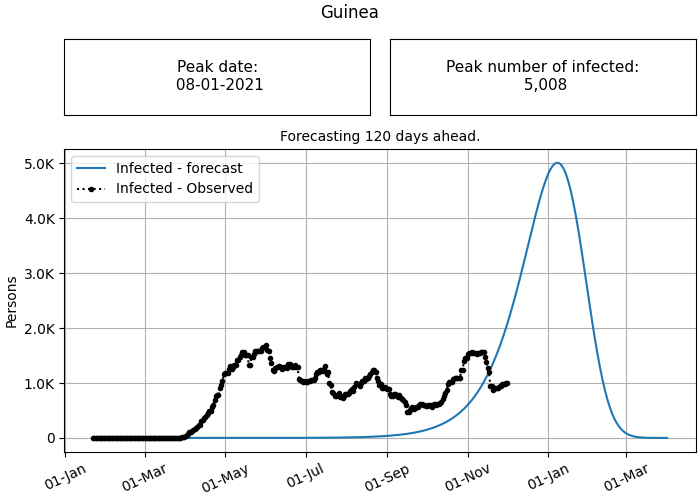 Guinea
Peak date:
08-01-2021
Peak number of infected:
5,008
Forecasting 120 days ahead.
Infected - forecast
Infected - Observed
5.0K
4.0K
3.0K
2.0K
1.0K
0
Persons
01-Jan
01-Mar
01-May
01-Jul
01-Sep
01-Nov
01-Jan
01-Mar